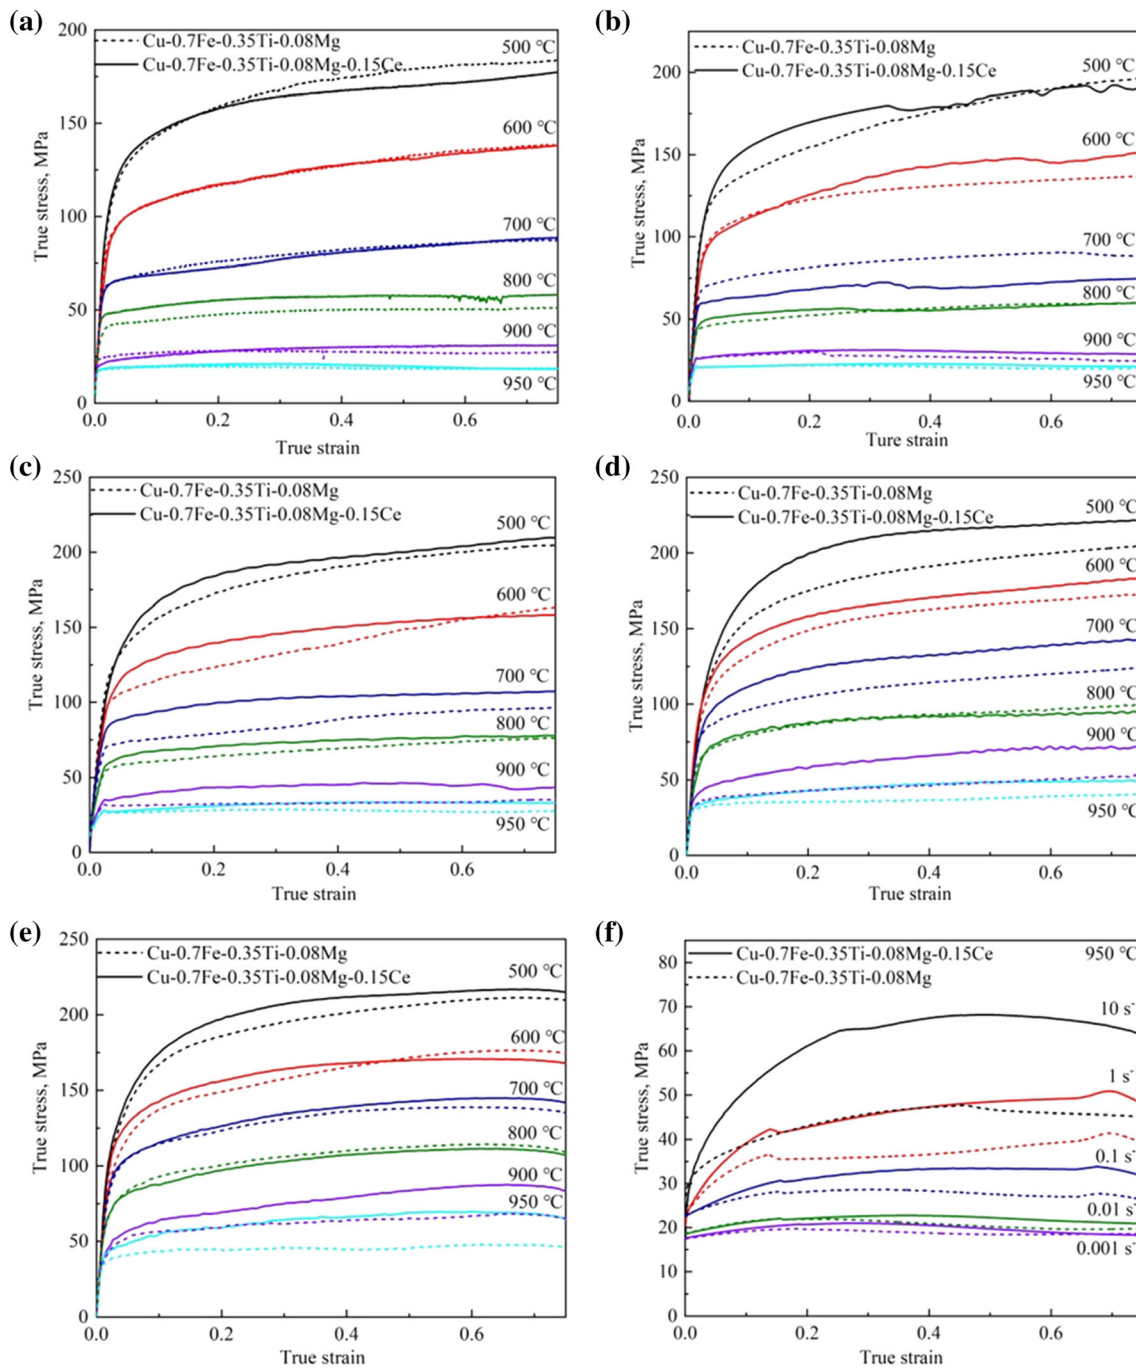 (a)
200
150
100
50
0
True stress, MPa
Cu-0.7Fe-0.35Ti-0.08Mg
Cu-0.7Fe-0.35Ti-0.08Mg-0.15Ce
500 ℃
600 ℃
700 ℃
800 ℃
900 ℃
950 ℃
0.0 0.2 0.4 0.6
True strain
(b)
200
150
100
50
0
True stress, MPa
Cu-0.7Fe-0.35Ti-0.08Mg
Cu-0.7Fe-0.35Ti-0.08Mg-0.15Ce
500 ℃
600 ℃
700 ℃
800 ℃
900 ℃
950 ℃
0.0 0.2 0.4 0.6
Ture strain
(c)
250
200
150
100
50
0
True stress, MPa
Cu-0.7Fe-0.35Ti-0.08Mg
Cu-0.7Fe-0.35Ti-0.08Mg-0.15Ce
500 ℃
600 ℃
700 ℃
800 ℃
900 ℃
950 ℃
0.0 0.2 0.4 0.6
True strain
(d)
250
200
150
100
50
0
True stress, MPa
Cu-0.7Fe-0.35Ti-0.08Mg
Cu-0.7Fe-0.35Ti-0.08Mg-0.15Ce
500 ℃
600 ℃
700 ℃
800 ℃
900 ℃
950 ℃
0.0 0.2 0.4 0.6
True strain
(e)
250
200
150
100
50
0
True stress, MPa
Cu-0.7Fe-0.35Ti-0.08Mg
Cu-0.7Fe-0.35Ti-0.08Mg-0.15Ce
500 ℃
600 ℃
700 ℃
800 ℃
900 ℃
950 ℃
0.0 0.2 0.4 0.6
True strain
(f)
80
70
60
50
40
30
20
10
0
True stress, MPa
Cu-0.7Fe-0.35Ti-0.08Mg-0.15Ce
Cu-0.7Fe-0.35Ti-0.08Mg
950 ℃
10 s⁻
1 s⁻
0.1 s⁻
0.01 s⁻
0.001 s⁻
0.0 0.2 0.4 0.6
True strain